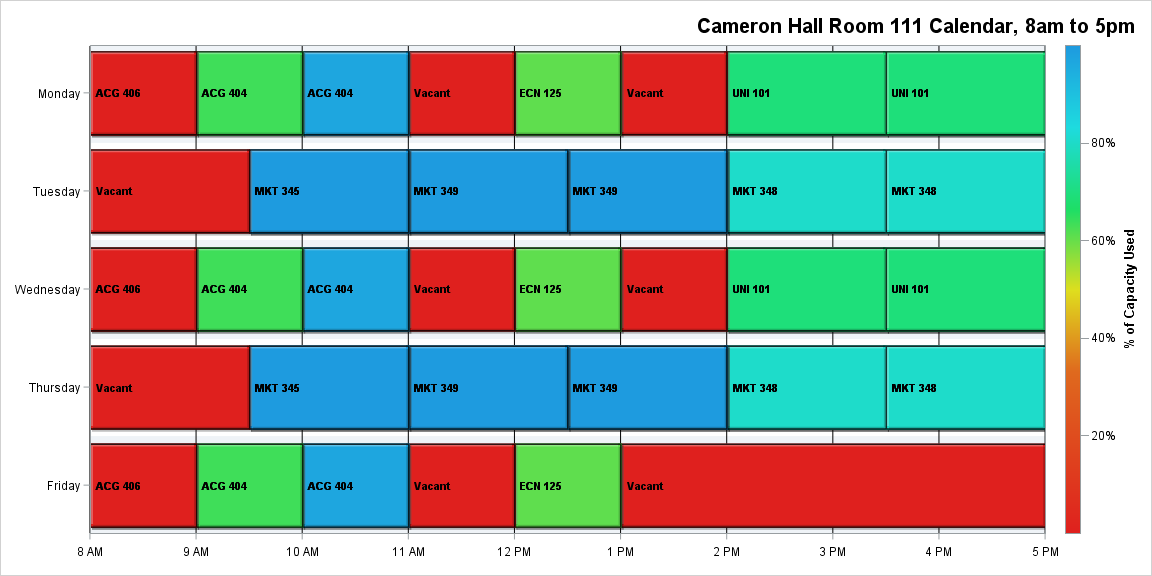 Cameron Hall Room 111 Calendar, 8am to 5pm
Monday
ACG 406
ACG 404
ACG 404
Vacant
ECN 125
Vacant
UNI 101
UNI 101
Tuesday
Vacant
MKT 345
MKT 349
MKT 349
MKT 348
MKT 348
Wednesday
ACG 406
ACG 404
ACG 404
Vacant
ECN 125
Vacant
UNI 101
UNI 101
Thursday
Vacant
MKT 345
MKT 349
MKT 349
MKT 348
MKT 348
Friday
ACG 406
ACG 404
ACG 404
Vacant
ECN 125
Vacant
8 AM
9 AM
10 AM
11 AM
12 PM
1 PM
2 PM
3 PM
4 PM
5 PM
80%
60%
40%
20%
% of Capacity Used